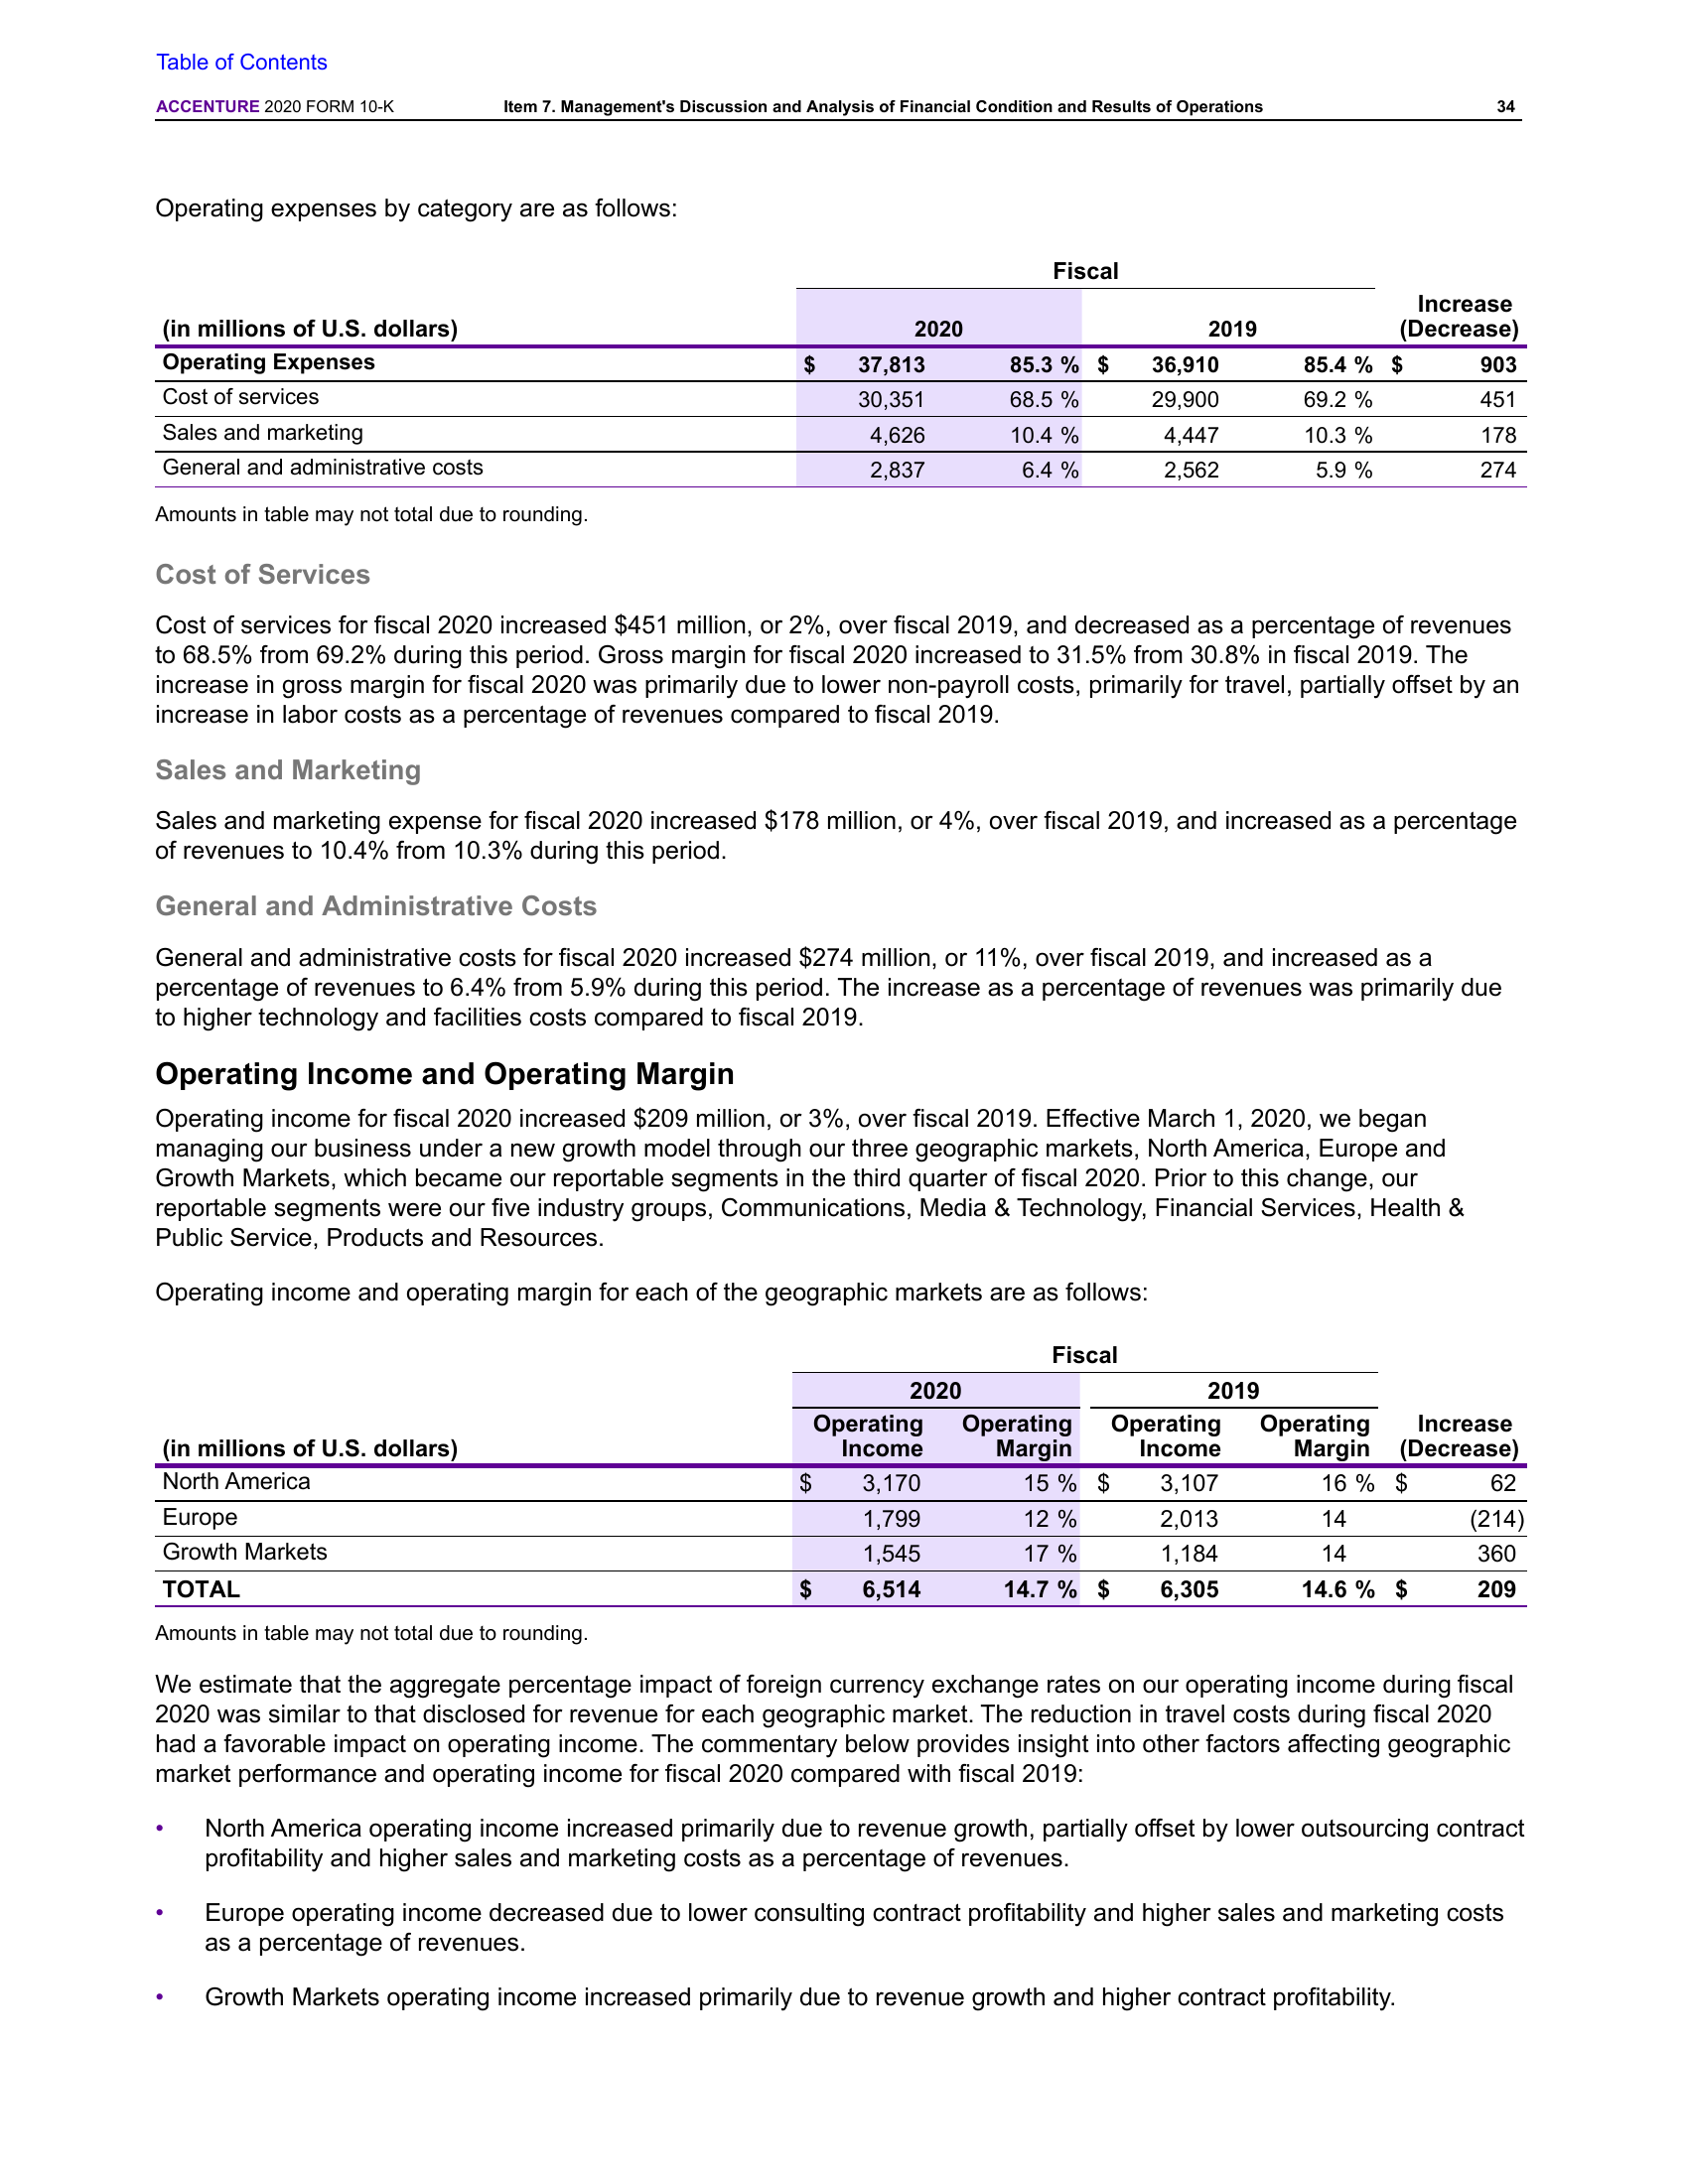 Table of Contents
ACCENTURE 2020 FORM 10-K Item 7. Management's Discussion and Analysis of Financial Condition and Results of Operations 34
Operating expenses by category are as follows:
Fiscal
(in millions of U.S. dollars) 2020 2019 Increase (Decrease)
Operating Expenses $ 37,813 85.3 % $ 36,910 85.4 % $ 903
Cost of services 30,351 68.5 % 29,900 69.2 % 451
Sales and marketing 4,626 10.4 % 4,447 10.3 % 178
General and administrative costs 2,837 6.4 % 2,562 5.9 % 274
Amounts in table may not total due to rounding.
Cost of Services
Cost of services for fiscal 2020 increased $451 million, or 2%, over fiscal 2019, and decreased as a percentage of revenues
to 68.5% from 69.2% during this period. Gross margin for fiscal 2020 increased to 31.5% from 30.8% in fiscal 2019. The
increase in gross margin for fiscal 2020 was primarily due to lower non-payroll costs, primarily for travel, partially offset by an
increase in labor costs as a percentage of revenues compared to fiscal 2019.
Sales and Marketing
Sales and marketing expense for fiscal 2020 increased $178 million, or 4%, over fiscal 2019, and increased as a percentage
of revenues to 10.4% from 10.3% during this period.
General and Administrative Costs
General and administrative costs for fiscal 2020 increased $274 million, or 11%, over fiscal 2019, and increased as a
percentage of revenues to 6.4% from 5.9% during this period. The increase as a percentage of revenues was primarily due
to higher technology and facilities costs compared to fiscal 2019.
Operating Income and Operating Margin
Operating income for fiscal 2020 increased $209 million, or 3%, over fiscal 2019. Effective March 1, 2020, we began
managing our business under a new growth model through our three geographic markets, North America, Europe and
Growth Markets, which became our reportable segments in the third quarter of fiscal 2020. Prior to this change, our
reportable segments were our five industry groups, Communications, Media & Technology, Financial Services, Health &
Public Service, Products and Resources.
Operating income and operating margin for each of the geographic markets are as follows:
Fiscal
2020 2019
(in millions of U.S. dollars) Operating Income Operating Margin Operating Income Operating Margin Increase (Decrease)
North America $ 3,170 15 % $ 3,107 16 % $ 62
Europe 1,799 12 % 2,013 14 (214)
Growth Markets 1,545 17 % 1,184 14 360
TOTAL $ 6,514 14.7 % $ 6,305 14.6 % $ 209
Amounts in table may not total due to rounding.
We estimate that the aggregate percentage impact of foreign currency exchange rates on our operating income during fiscal
2020 was similar to that disclosed for revenue for each geographic market. The reduction in travel costs during fiscal 2020
had a favorable impact on operating income. The commentary below provides insight into other factors affecting geographic
market performance and operating income for fiscal 2020 compared with fiscal 2019:
• North America operating income increased primarily due to revenue growth, partially offset by lower outsourcing contract
profitability and higher sales and marketing costs as a percentage of revenues.
• Europe operating income decreased due to lower consulting contract profitability and higher sales and marketing costs
as a percentage of revenues.
• Growth Markets operating income increased primarily due to revenue growth and higher contract profitability.